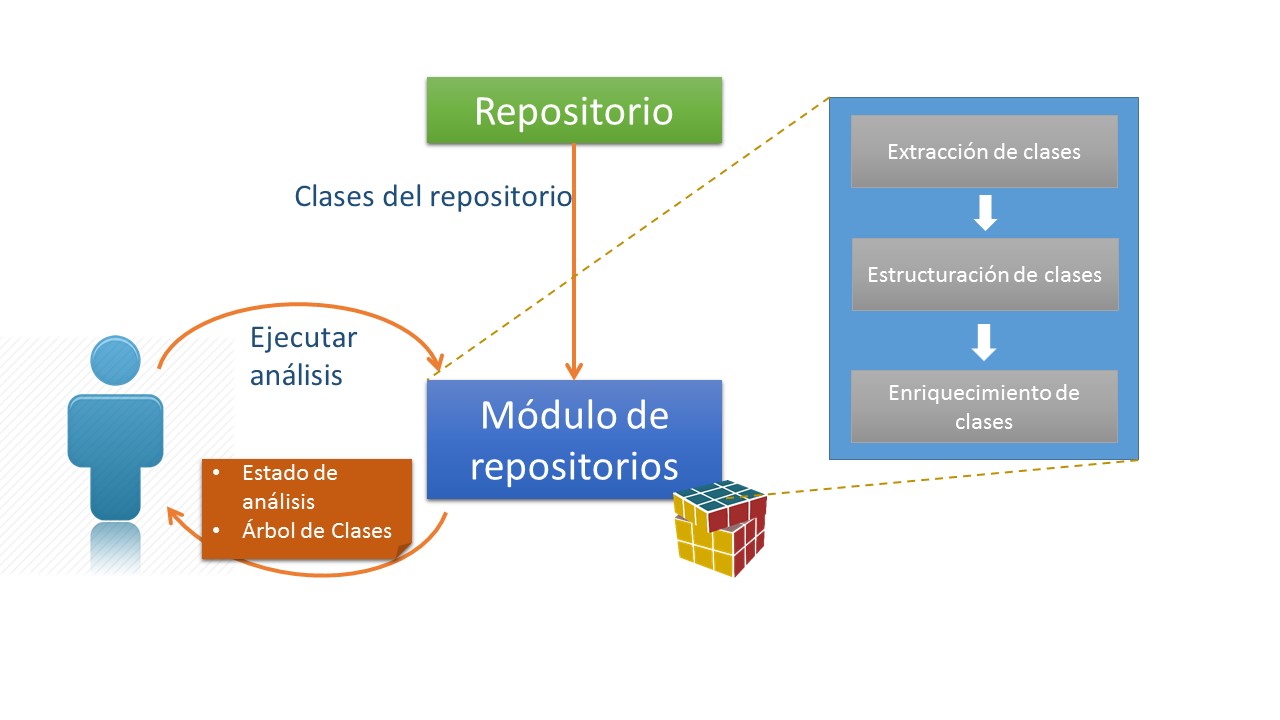 Repositorio
Clases del repositorio
Ejecutar
análisis
Módulo de
repositorios
• Estado de
análisis
• Árbol de Clases
Extracción de clases
Estructuración de clases
Enriquecimiento de
clases